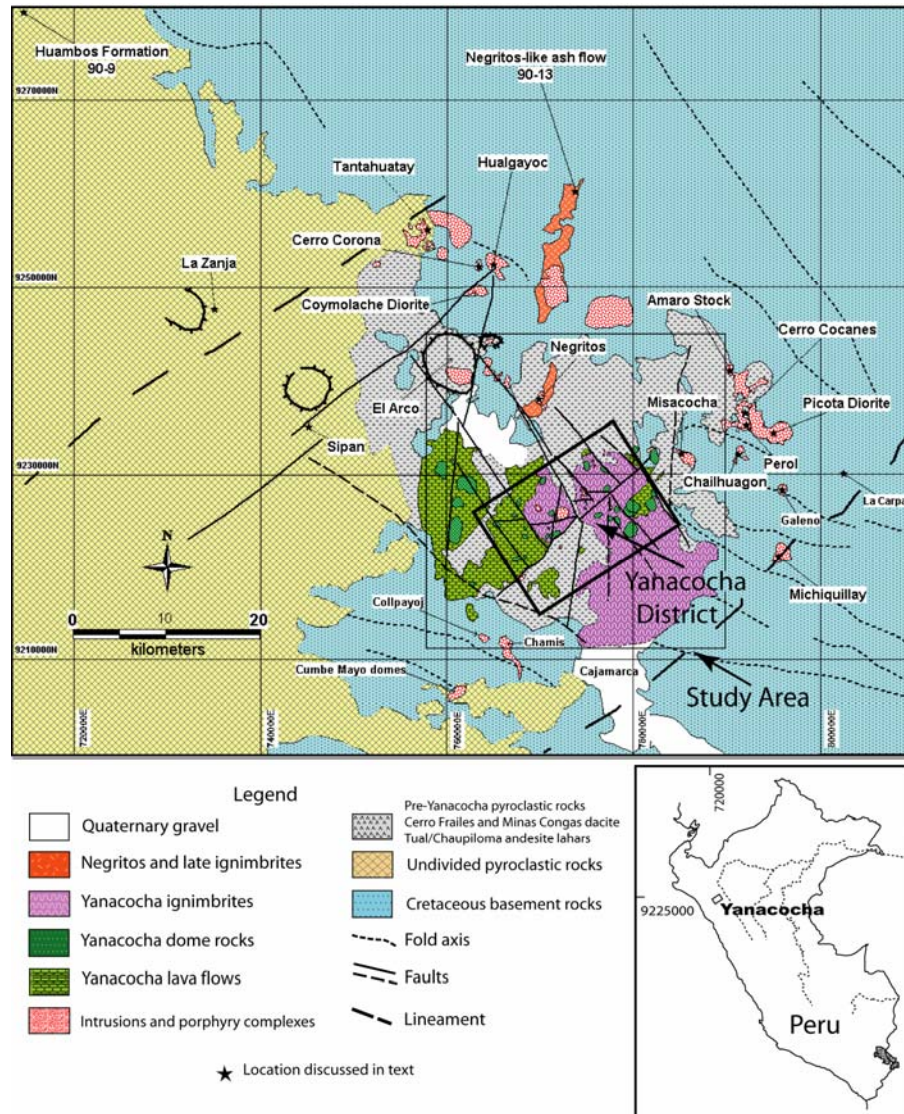 Huambos Formation
90-9
Negritos-like ash flow
90-13
9270000N
Tantahuatay
Hualgayoc
Cerro Corona
La Zanja
9250000N
Coymolache Diorite
Amaro Stock
Cerro Cocanes
Negritos
El Arco
Misacocha
Picota Diorite
Sipan
9230000N
Perol
Chailhuagon
La Carpa
Galeno
N
Yanacocha
District
Michiquillay
0
10
20
kilometers
Collpayoj
Chamis
9210000N
Cumbe Mayo domes
Cajamarca
Study Area
720000E
740000E
760000E
780000E
800000E
Legend
Quaternary gravel
Negritos and late ignimbrites
Yanacocha ignimbrites
Yanacocha dome rocks
Yanacocha lava flows
Intrusions and porphyry complexes
Pre-Yanacocha pyroclastic rocks
Cerro Frailes and Minas Congas dacite
Tual/Chaupiloma andesite lahars
Undivided pyroclastic rocks
Cretaceous basement rocks
Fold axis
Faults
Lineament
Location discussed in text
720000
9225000
Yanacocha
Peru